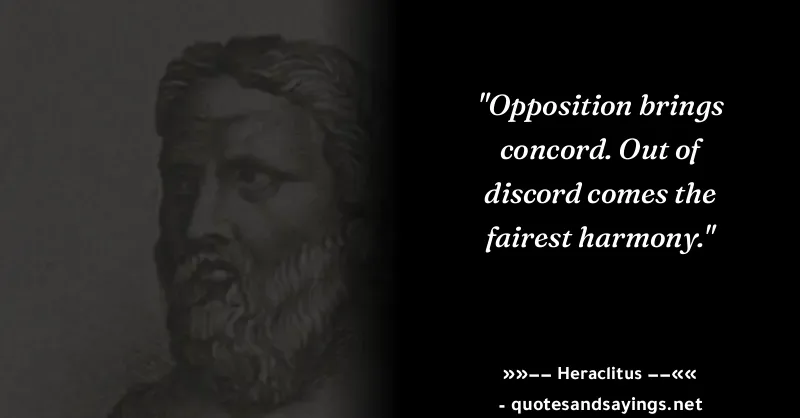 "Opposition brings
concord. Out of
discord comes the
fairest harmony."
»»−− Heraclitus −−««
- quotesandsayings.net